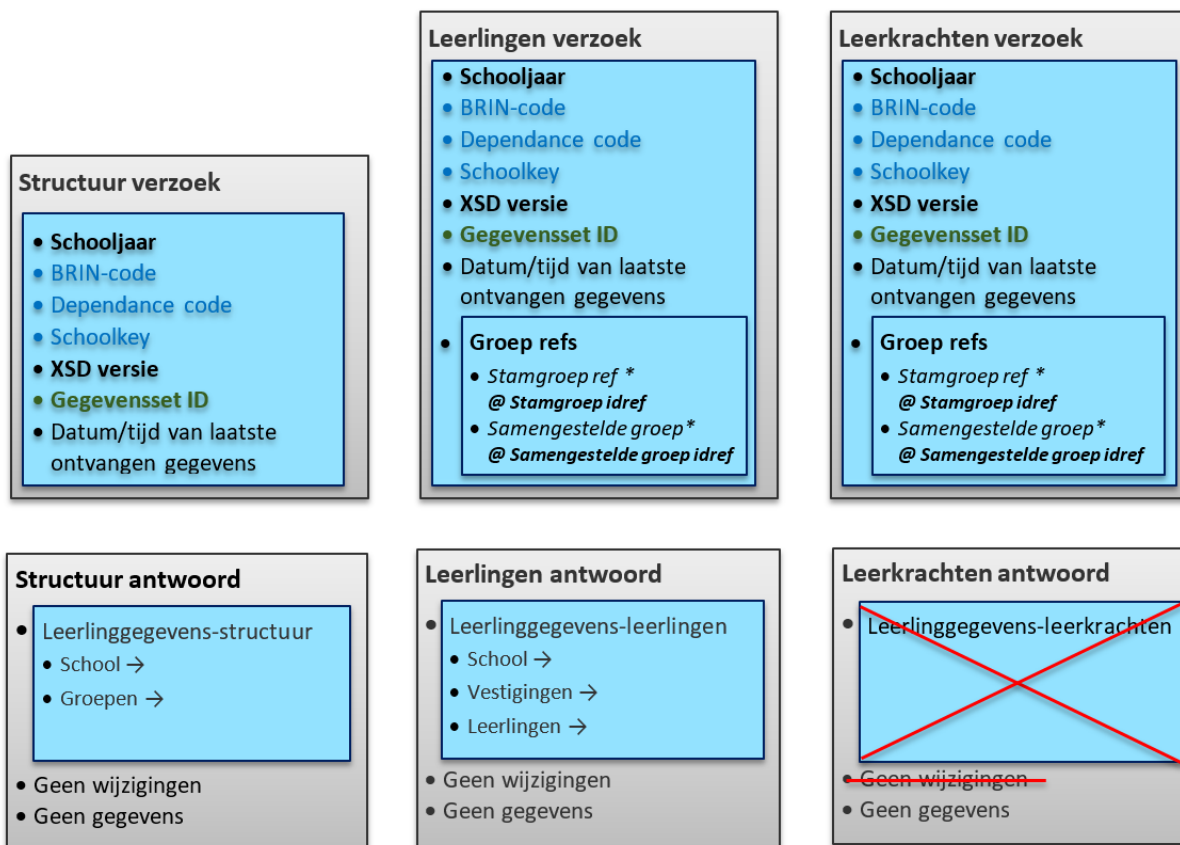 Structuur verzoek
• Schooljaar
• BRIN-code
• Dependance code
• Schoolkey
• XSD versie
• Gegevensset ID
• Datum/tijd van laatste
ontvangen gegevens
Leerlingen verzoek
• Schooljaar
• BRIN-code
• Dependance code
• Schoolkey
• XSD versie
• Gegevensset ID
• Datum/tijd van laatste
ontvangen gegevens
• Groep refs
• Stamgroep ref *
@ Stamgroep idref
• Samengestelde groep*
@ Samengestelde groep idref
Leerkrachten verzoek
• Schooljaar
• BRIN-code
• Dependance code
• Schoolkey
• XSD versie
• Gegevensset ID
• Datum/tijd van laatste
ontvangen gegevens
• Groep refs
• Stamgroep ref *
@ Stamgroep idref
• Samengestelde groep*
@ Samengestelde groep idref
Structuur antwoord
• Leerlinggegevens-structuur
• School →
• Groepen →
• Geen wijzigingen
• Geen gegevens
Leerlingen antwoord
• Leerlinggegevens-leerlingen
• School →
• Vestigingen →
• Leerlingen →
• Geen wijzigingen
• Geen gegevens
Leerkrachten antwoord
• Leerlinggegevens-leerkrachten
• Geen wijzigingen
• Geen gegevens